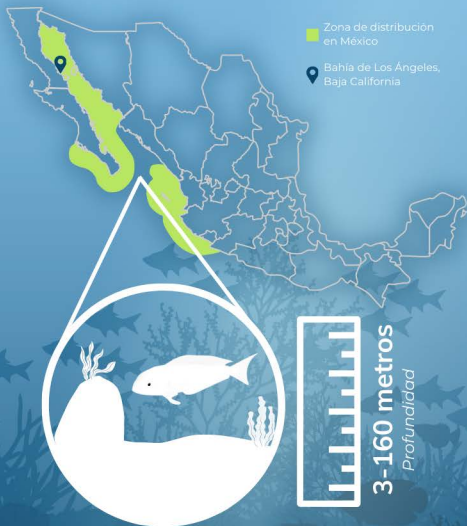 Zona de distribución
en México
Bahía de Los Ángeles,
Baja California
3-160 metros
Profundidad